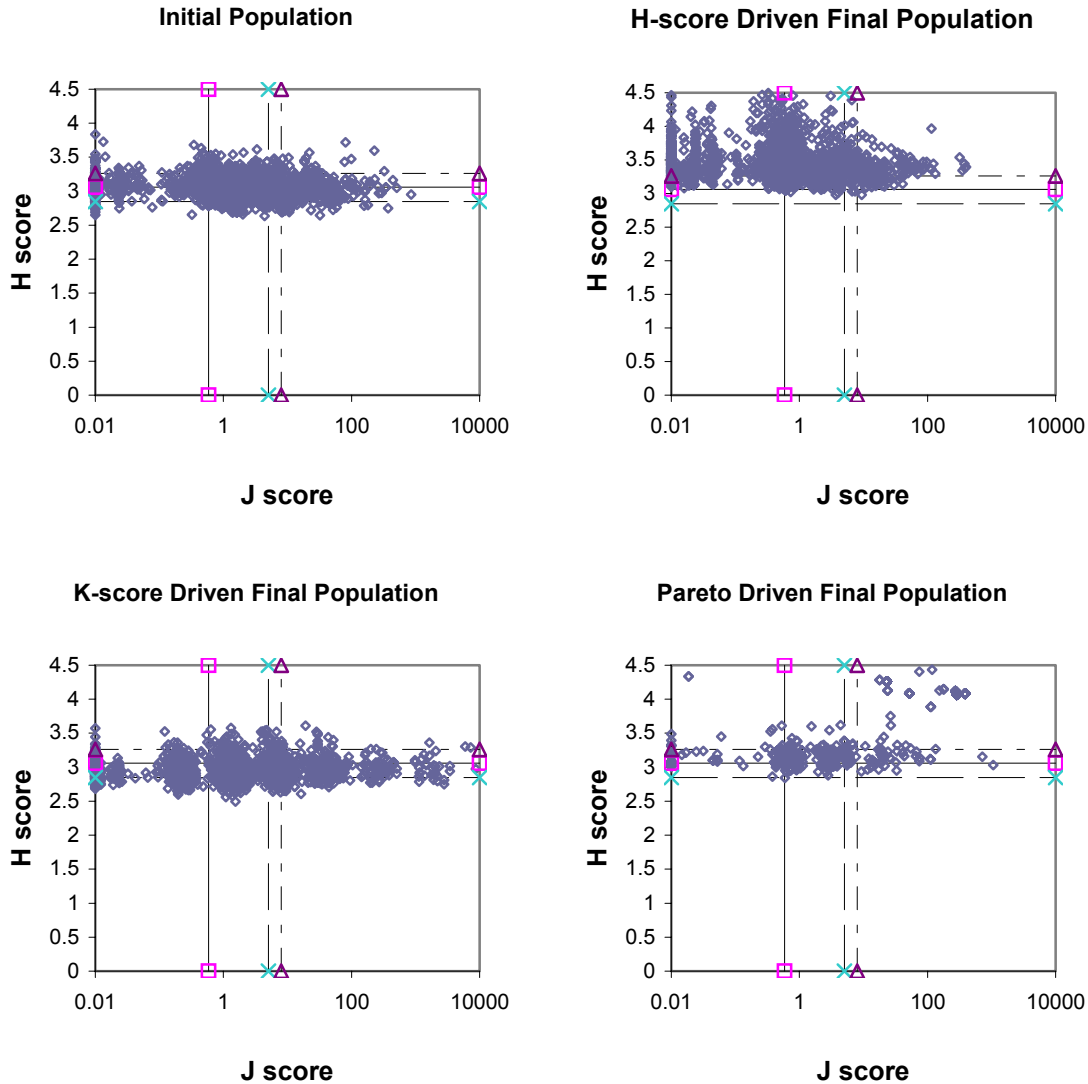 Initial Population
4.5
4
3.5
3
2.5
2
1.5
1
0.5
0
H score
0.01 1 100 10000
J score
H-score Driven Final Population
4.5
4
3.5
3
2.5
2
1.5
1
0.5
0
H score
0.01 1 100 10000
J score
K-score Driven Final Population
4.5
4
3.5
3
2.5
2
1.5
1
0.5
0
H score
0.01 1 100 10000
J score
Pareto Driven Final Population
4.5
4
3.5
3
2.5
2
1.5
1
0.5
0
H score
0.01 1 100 10000
J score